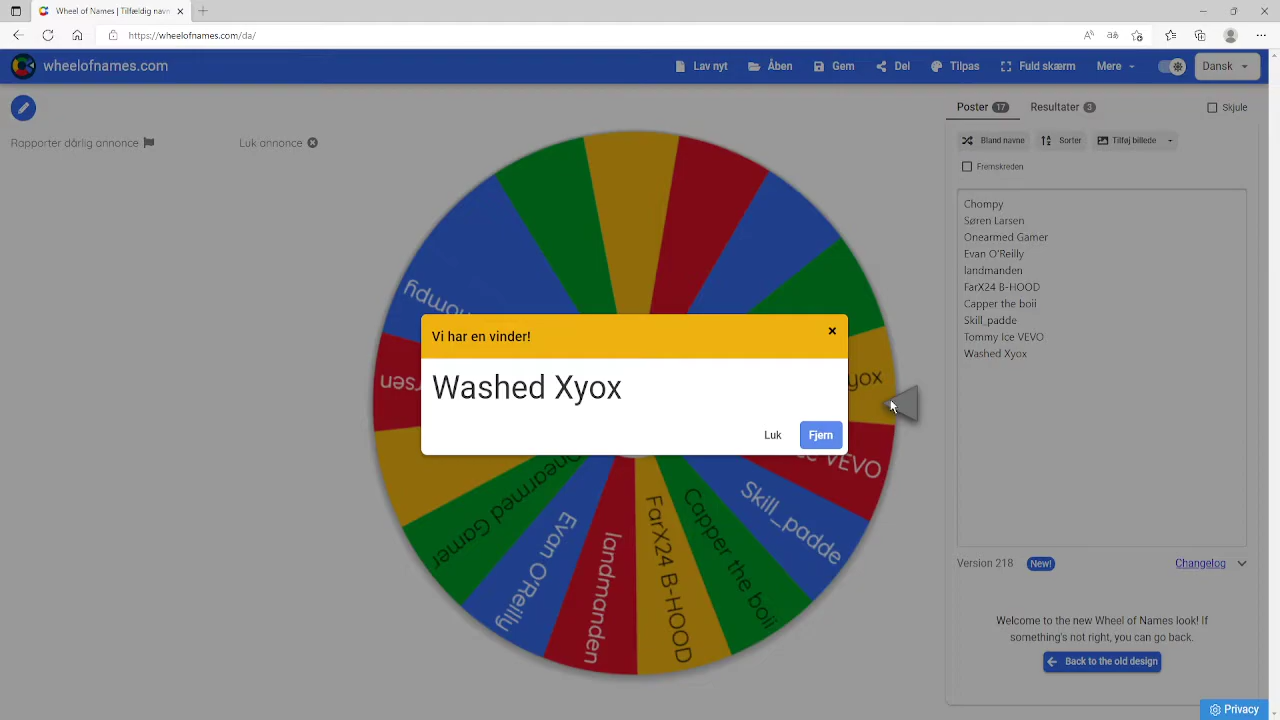 Wheel of Names | Tilfældig navn
https://wheelofnames.com/da/
wheelofnames.com
Lav nyt
Åben
Gem
Del
Tilpas
Fuld skærm
Mere
Dansk
Rapporter dårlig annonce
Luk annonce
Poster 17
Resultater 3
Skjule
Bland navne
Sorter
Tilføj billede
Fremskreden
Chompy
Søren Larsen
Onearmed Gamer
Evan O'Reilly
landmanden
FarX24 B-HOOD
Capper the boii
Skill_padde
Tommy Ice VEVO
Washed Xyox
Vi har en vinder!
Washed Xyox
Luk
Fjern
hompy
rsen
Onearmed Gamer
Evan O'Reilly
landmanden
FarX24 B-HOOD
Capper the boii
Skill_padde
VEVO
yox
Version 218
New!
Changelog
Welcome to the new Wheel of Names look! If
something's not right, you can go back.
Back to the old design
Privacy